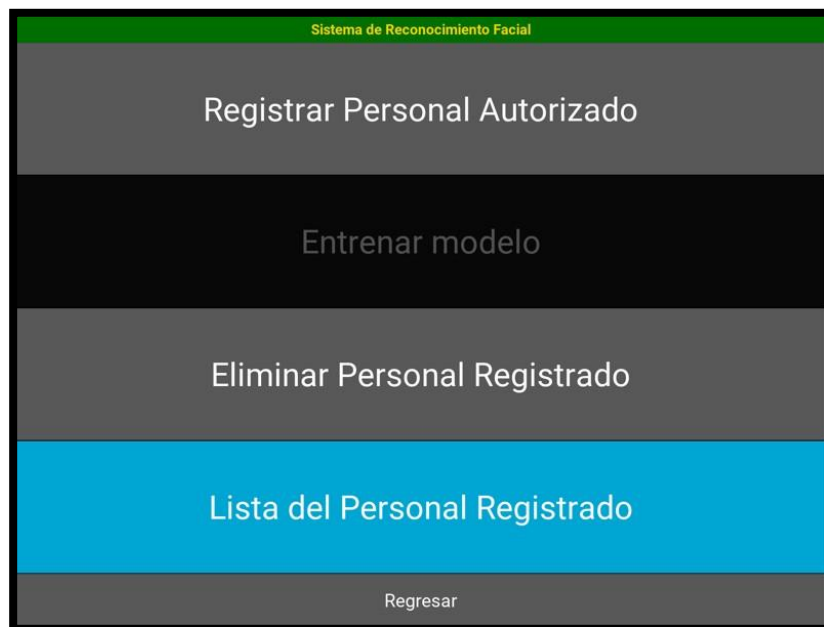 Sistema de Reconocimiento Facial
Registrar Personal Autorizado
Entrenar modelo
Eliminar Personal Registrado
Lista del Personal Registrado
Regresar